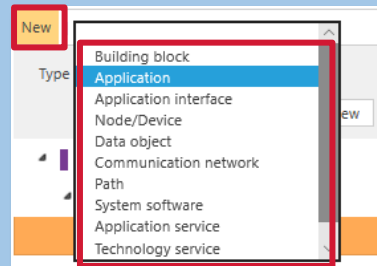 New
Type
Building block
Application
Application interface
Node/Device
Data object
Communication network
Path
System software
Application service
Technology service